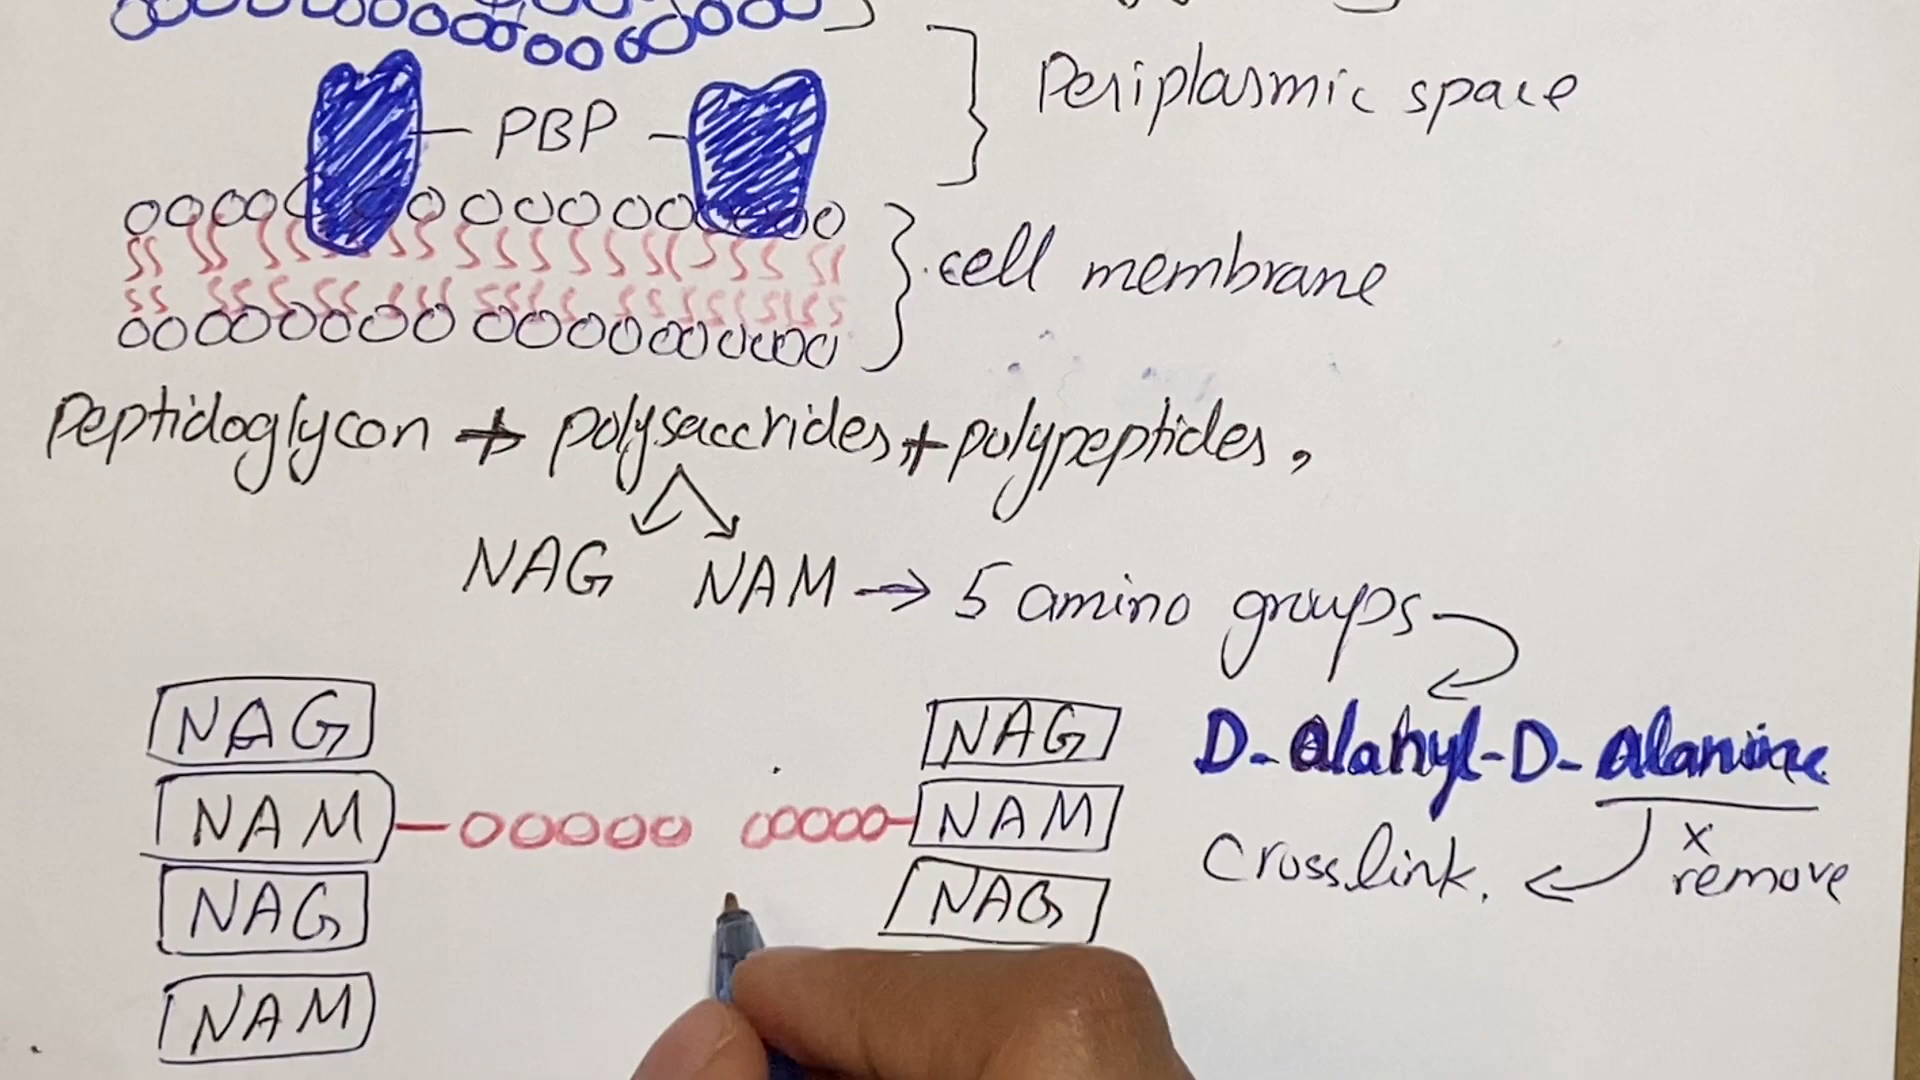 Periplasmic space
PBP
cell membrane
Peptidoglycon → polysaccrides + polypeptides,
NAG NAM → 5 amino groups
D-alahyl-D-alanine
x
remove
Crosslink.
NAG
NAM
NAG
NAM
NAG
NAM
NAG